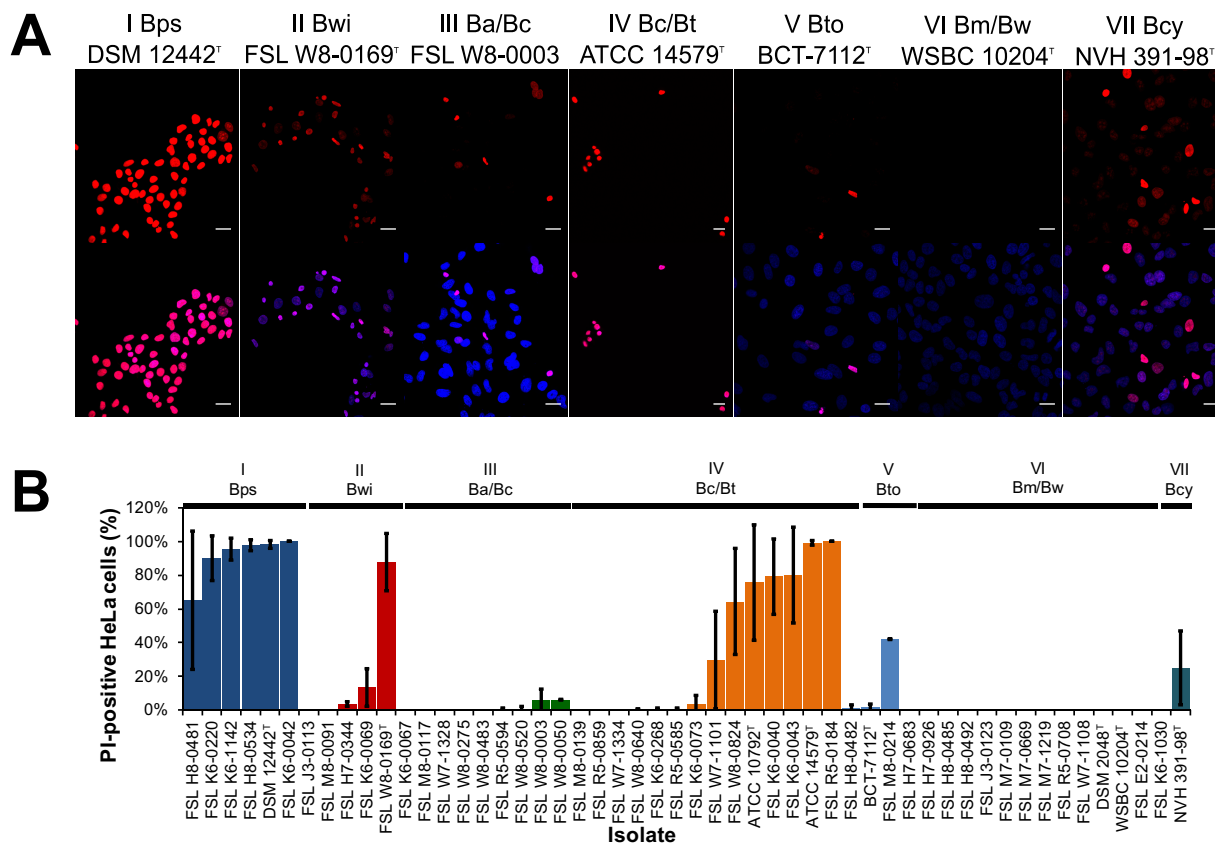 A
I Bps
DSM 12442ᵀ
II Bwi
FSL W8-0169ᵀ
III Ba/Bc
FSL W8-0003
IV Bc/Bt
ATCC 14579ᵀ
V Bto
BCT-7112ᵀ
VI Bm/Bw
WSBC 10204ᵀ
VII Bcy
NVH 391-98ᵀ
B
I
Bps
II
Bwi
III
Ba/Bc
IV
Bc/Bt
V
Bto
VI
Bm/Bw
VII
Bcy
PI-positive HeLa cells (%)
120%
100%
80%
60%
40%
20%
0%
FSL H8-0481
FSL K6-0220
FSL K6-1142
FSL H8-0534
DSM 12442ᵀ
FSL K6-0042
FSL J3-0113
FSL M8-0091
FSL H7-0344
FSL K6-0069
FSL W8-0169ᵀ
FSL K6-0067
FSL M8-0117
FSL W7-1328
FSL W8-0275
FSL W8-0483
FSL R5-0594
FSL W8-0520
FSL W8-0003
FSL W8-0050
FSL M8-0139
FSL R5-0859
FSL W7-1334
FSL W8-0640
FSL K6-0268
FSL R5-0585
FSL K6-0073
FSL W7-1101
FSL W8-0824
ATCC 10792ᵀ
FSL K6-0040
FSL K6-0043
ATCC 14579ᵀ
FSL R5-0184
FSL H8-0482
BCT-7112ᵀ
FSL M8-0214
FSL H7-0683
FSL H7-0926
FSL H8-0485
FSL H8-0492
FSL J3-0123
FSL M7-0109
FSL M7-0669
FSL M7-1219
FSL R5-0708
FSL W7-1108
DSM 2048ᵀ
WSBC 10204ᵀ
FSL E2-0214
FSL K6-1030
NVH 391-98ᵀ
Isolate